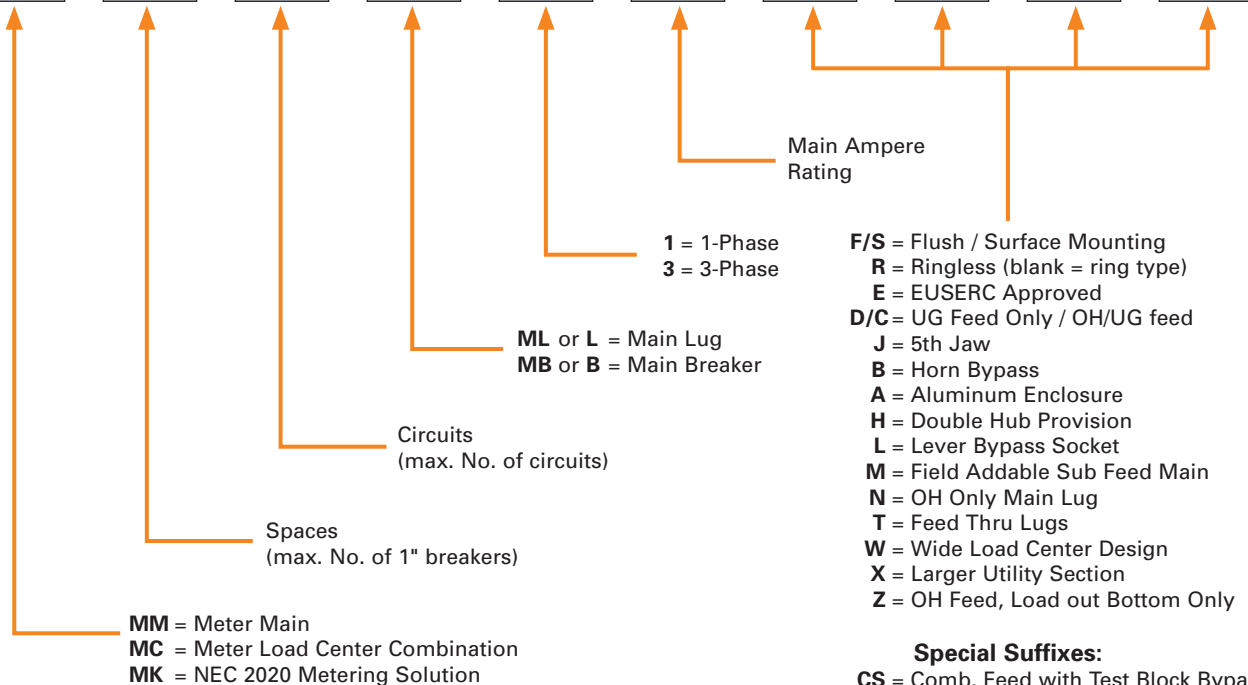 Main Ampere
Rating
1 = 1-Phase
3 = 3-Phase
ML or L = Main Lug
MB or B = Main Breaker
Circuits
(max. No. of circuits)
Spaces
(max. No. of 1" breakers)
MM = Meter Main
MC = Meter Load Center Combination
MK = NEC 2020 Metering Solution
F/S = Flush / Surface Mounting
R = Ringless (blank = ring type)
E = EUSERC Approved
D/C = UG Feed Only / OH/UG feed
J = 5th Jaw
B = Horn Bypass
A = Aluminum Enclosure
H = Double Hub Provision
L = Lever Bypass Socket
M = Field Addable Sub Feed Main
N = OH Only Main Lug
T = Feed Thru Lugs
W = Wide Load Center Design
X = Larger Utility Section
Z = OH Feed, Load out Bottom Only
Special Suffixes:
CS = Comb. Feed with Test Block